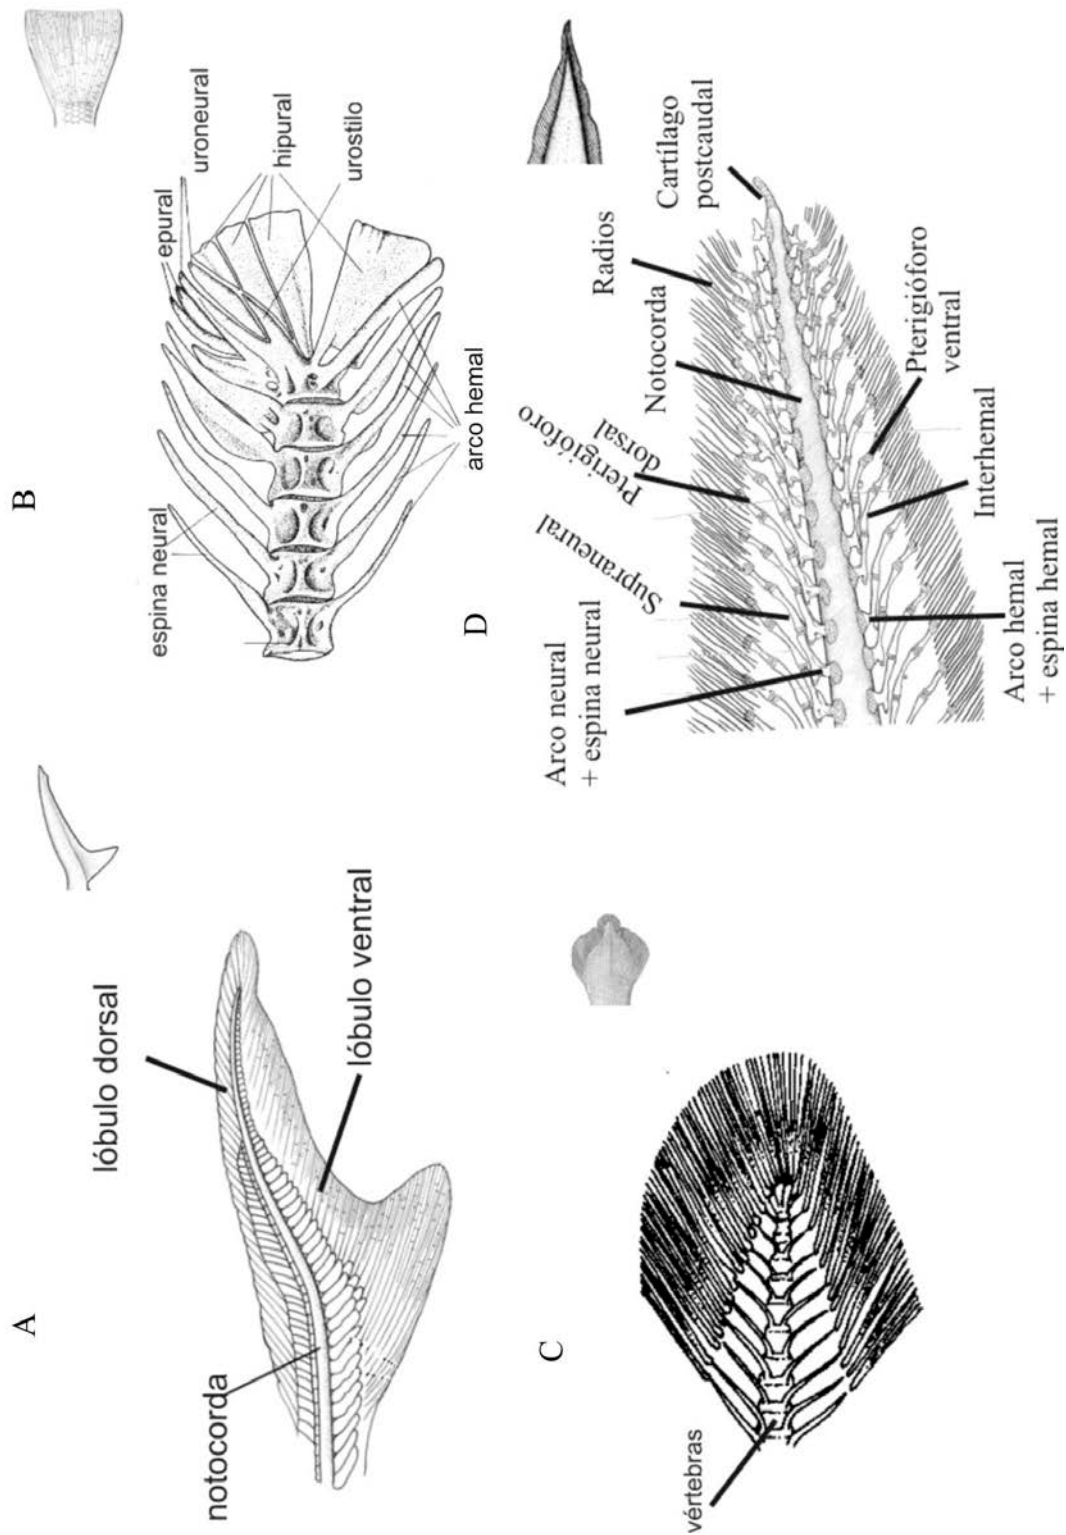 A
lóbulo dorsal
notocorda
lóbulo ventral
B
espina neural
epural
uroneural
hipural
urostilo
arco hemal
C
vértebras
D
Arco neural
+ espina neural
Supraneural
Pterigióforo
dorsal
Notocorda
Radios
Cartílago
postcaudal
Arco hemal
+ espina hemal
Interhemal
Pterigióforo
ventral